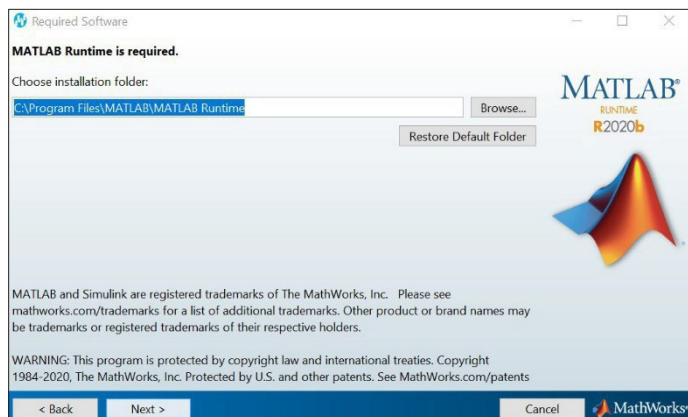 Required Software
MATLAB Runtime is required.
Choose installation folder:
C:\Program Files\MATLAB\MATLAB Runtime
Browse...
Restore Default Folder
MATLAB®
RUNTIME
R2020b
MATLAB and Simulink are registered trademarks of The MathWorks, Inc. Please see
mathworks.com/trademarks for a list of additional trademarks. Other product or brand names may
be trademarks or registered trademarks of their respective holders.
WARNING: This program is protected by copyright law and international treaties. Copyright
1984-2020, The MathWorks, Inc. Protected by U.S. and other patents. See MathWorks.com/patents
< Back
Next >
Cancel
MathWorks®